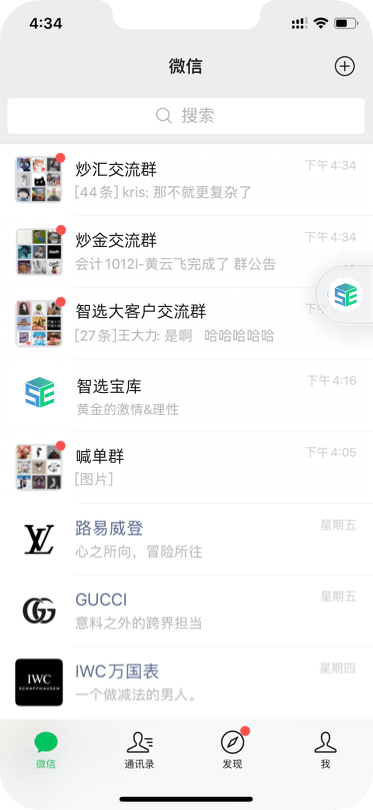 4:34
微信
搜索
炒汇交流群
下午4:34
[44条] kris: 那不就更复杂了
炒金交流群
下午4:34
会计1012I-黄云飞完成了 群公告
智选大客户交流群
下午
[27条]王大力: 是啊 哈哈哈哈哈
智选宝库
下午4:16
黄金的激情&理性
喊单群
下午4:05
[图片]
路易威登
星期五
心之所向，冒险所往
GUCCI
星期五
意料之外的跨界担当
IWC
SCHAFFHAUSEN
IWC万国表
星期四
一个做减法的男人。
微信
通讯录
发现
我